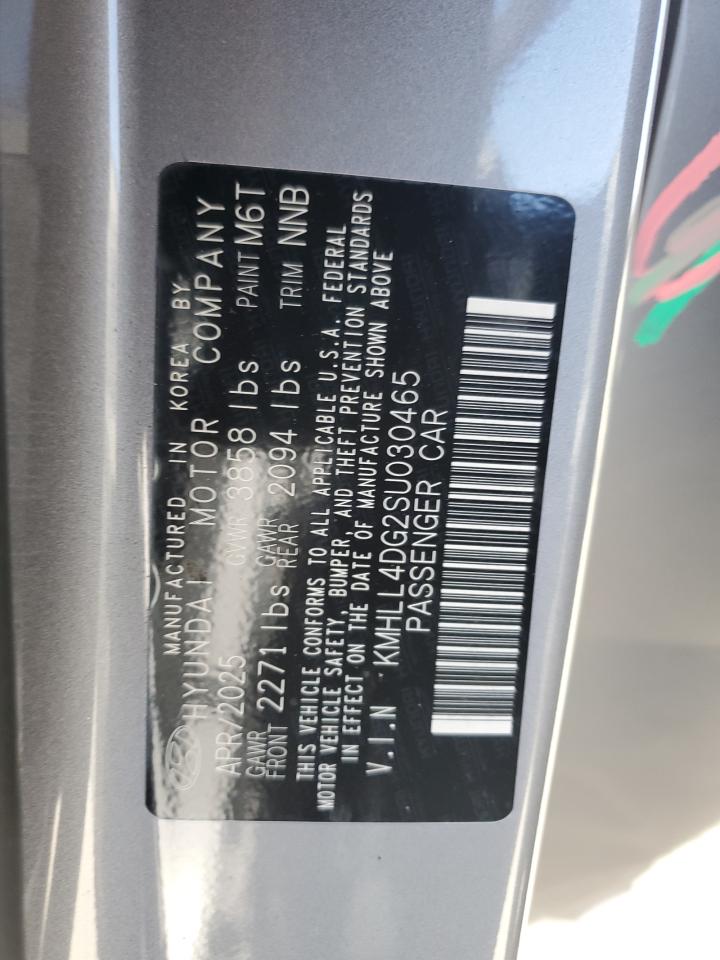 MANUFACTURED IN KOREA BY
HYUNDAI MOTOR COMPANY
APR/2025 GVWR 3858 lbs PAINT M6T
GAWR FRONT 2271 lbs GAWR REAR 2094 lbs TRIM NNB
THIS VEHICLE CONFORMS TO ALL APPLICABLE U.S.A. FEDERAL
MOTOR VEHICLE SAFETY, BUMPER, AND THEFT PREVENTION STANDARDS
IN EFFECT ON THE DATE OF MANUFACTURE SHOWN ABOVE
V.I.N KMHLL4DG2SU030465
PASSENGER CAR